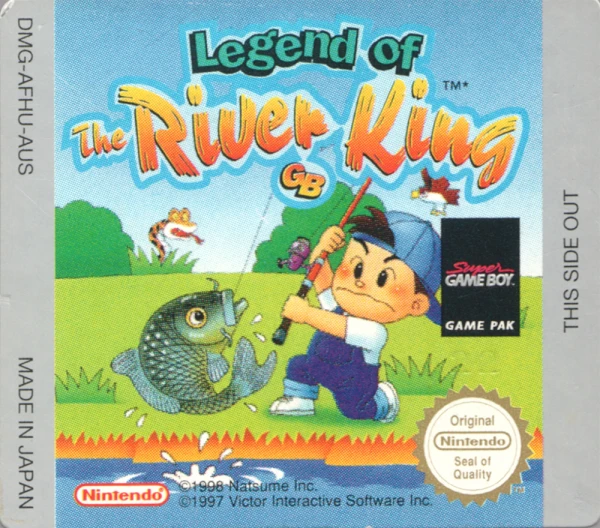 DMG-AFHU-AUS
Legend of
The River King
TM*
GB
Super
GAME BOY
GAME PAK
THIS SIDE OUT
MADE IN JAPAN
Nintendo
©1998 Natsume Inc.
©1997 Victor Interactive Software Inc.
Original
Nintendo
Seal of
Quality